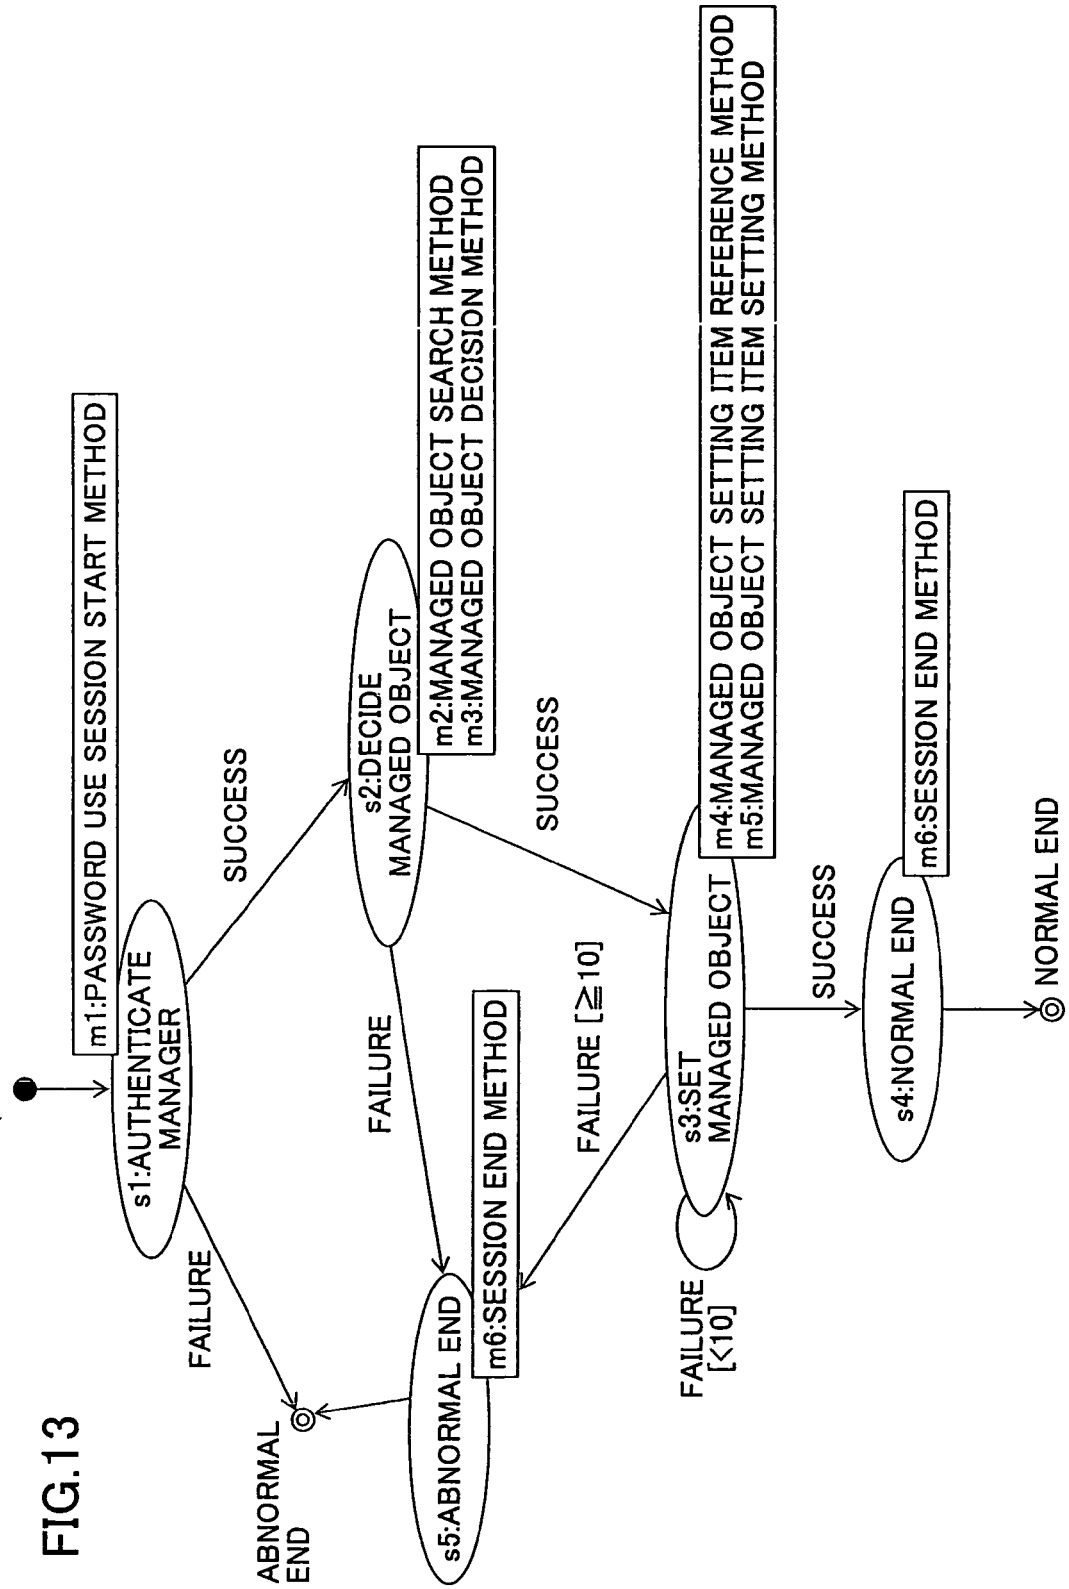 FIG.13
m1:PASSWORD USE SESSION START METHOD
s1:AUTHENTICATE
MANAGER
FAILURE
SUCCESS
ABNORMAL
END
s2:DECIDE
MANAGED OBJECT
m2:MANAGED OBJECT SEARCH METHOD
m3:MANAGED OBJECT DECISION METHOD
FAILURE
SUCCESS
s5:ABNORMAL END
m6:SESSION END METHOD
FAILURE [≧10]
s3:SET
MANAGED OBJECT
m4:MANAGED OBJECT SETTING ITEM REFERENCE METHOD
m5:MANAGED OBJECT SETTING ITEM SETTING METHOD
FAILURE
[<10]
SUCCESS
s4:NORMAL END
m6:SESSION END METHOD
NORMAL END